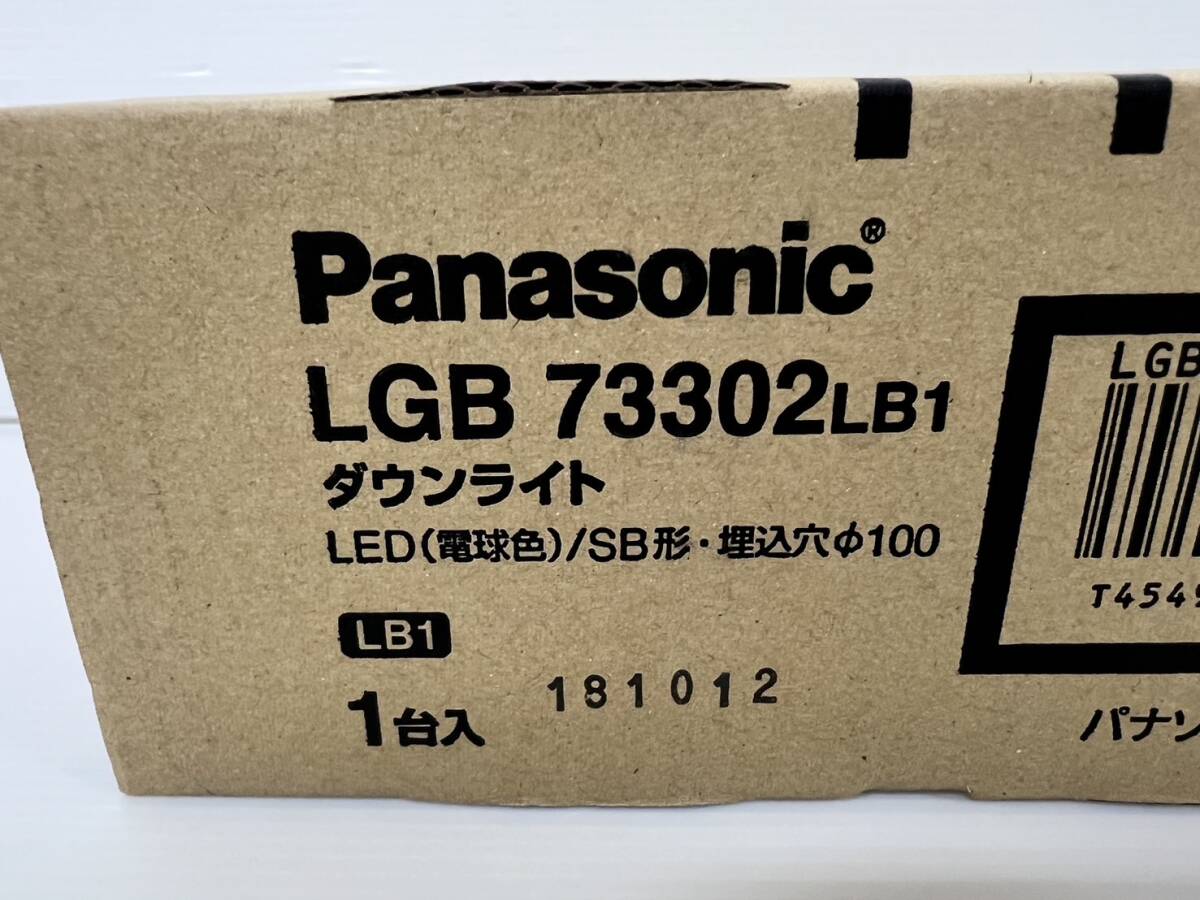 Panasonic®
LGB 73302LB1
ダウンライト
LED(電球色)/SB形・埋込穴φ100
LB1
1台入
181012
LGB
T4549
パナソ